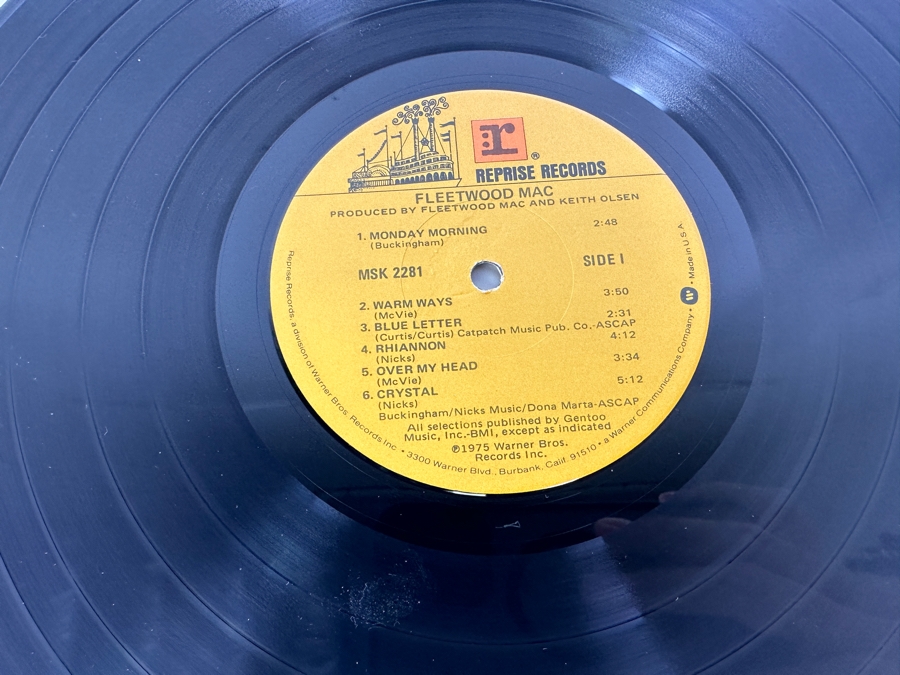 r
®
REPRISE RECORDS
FLEETWOOD MAC
PRODUCED BY FLEETWOOD MAC AND KEITH OLSEN
1. MONDAY MORNING 2:48
(Buckingham)
MSK 2281 SIDE I
2. WARM WAYS 3:50
(McVie)
3. BLUE LETTER 2:31
(Curtis/Curtis) Catpatch Music Pub. Co.-ASCAP
4. RHIANNON 4:12
(Nicks)
5. OVER MY HEAD 3:34
(McVie)
6. CRYSTAL 5:12
(Nicks)
Buckingham/Nicks Music/Dona Marta-ASCAP
All selections published by Gentoo
Music, Inc.-BMI, except as indicated
℗1975 Warner Bros.
Records Inc.
Reprise Records, a division of Warner Bros. Records Inc. • 3300 Warner Blvd., Burbank, Calif. 91510 • a Warner Communications Company • W • Made in U.S.A.